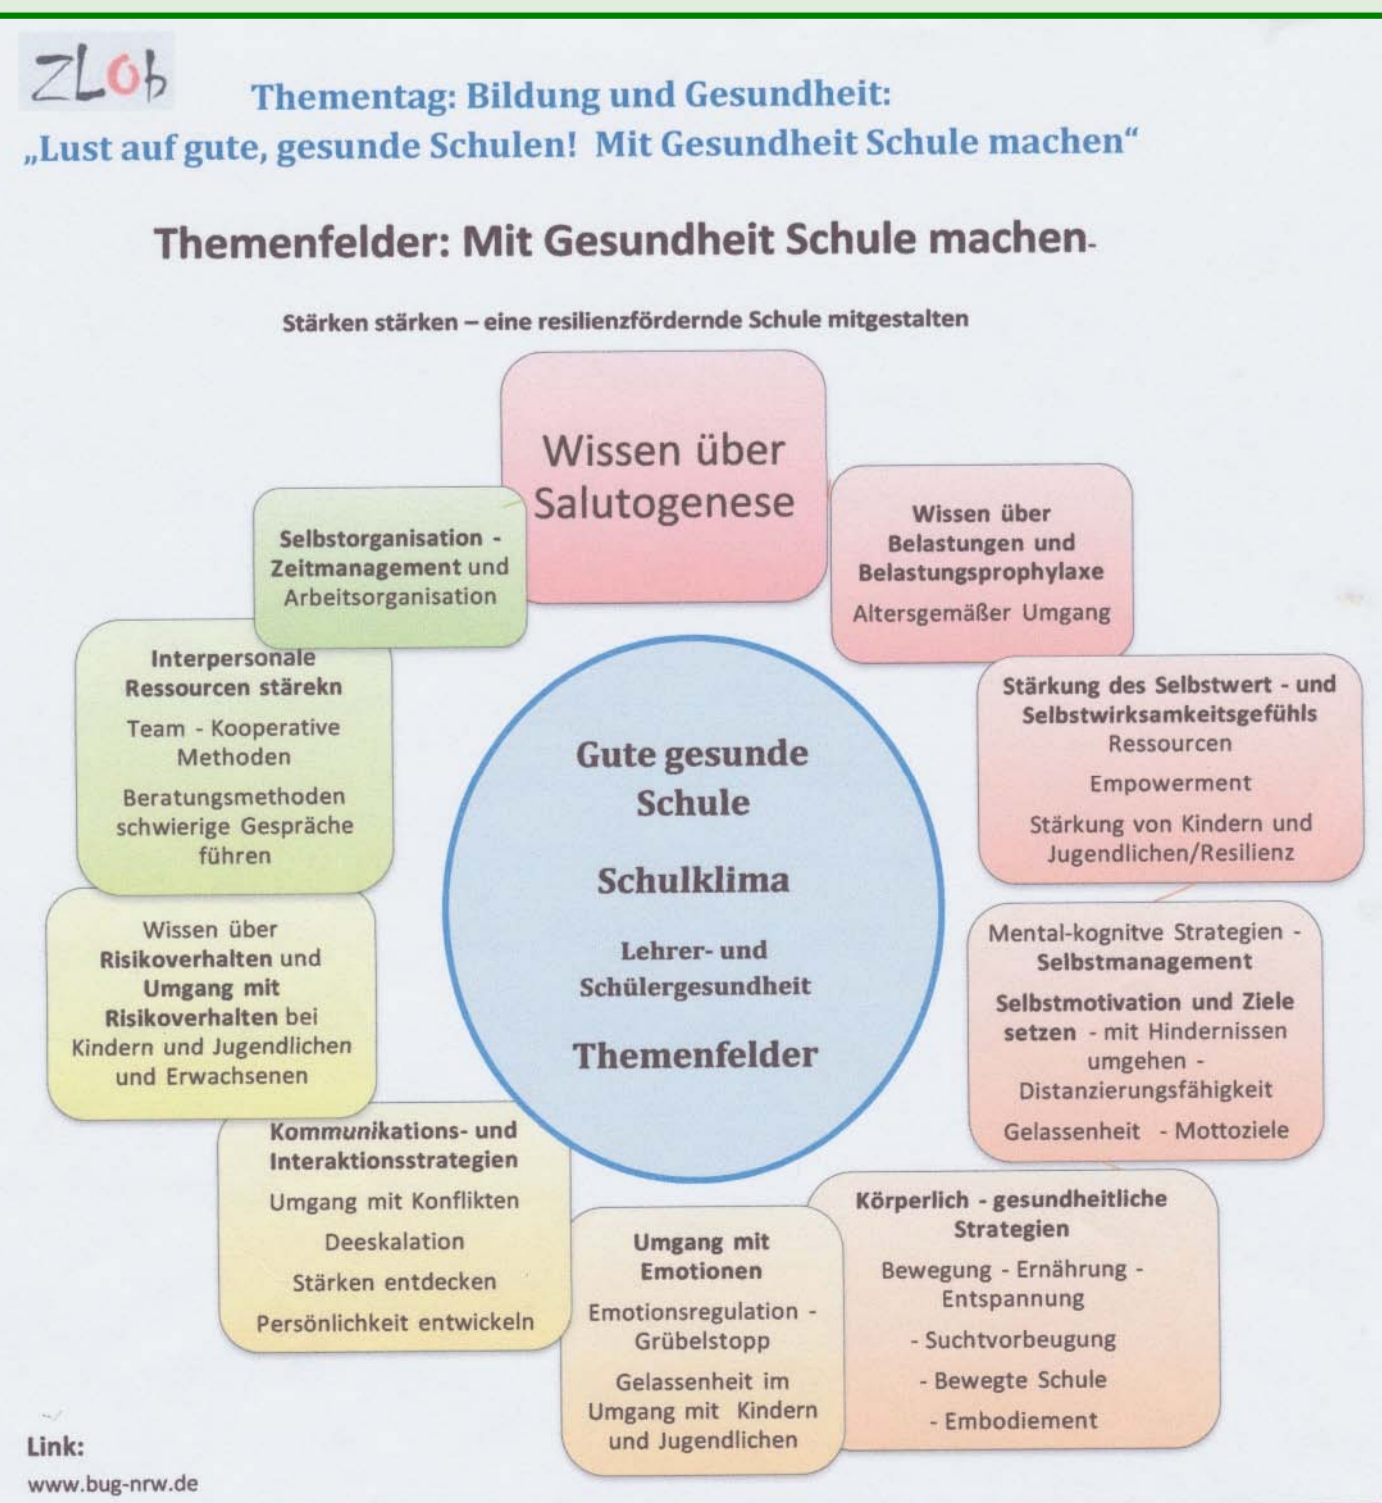 ZLOb
Thementag: Bildung und Gesundheit:
„Lust auf gute, gesunde Schulen!  Mit Gesundheit Schule machen“
Themenfelder: Mit Gesundheit Schule machen-
Stärken stärken – eine resilienzfördernde Schule mitgestalten
Wissen über
Salutogenese
Wissen über
Belastungen und
Belastungsprophylaxe
Altersgemäßer Umgang
Stärkung des Selbstwert - und
Selbstwirksamkeitsgefühls
Ressourcen
Empowerment
Stärkung von Kindern und
Jugendlichen/Resilienz
Mental-kognitve Strategien -
Selbstmanagement
Selbstmotivation und Ziele
setzen - mit Hindernissen
umgehen -
Distanzierungsfähigkeit
Gelassenheit - Mottoziele
Körperlich - gesundheitliche
Strategien
Bewegung - Ernährung -
Entspannung
- Suchtvorbeugung
- Bewegte Schule
- Embodiement
Umgang mit
Emotionen
Emotionsregulation -
Grübelstopp
Gelassenheit im
Umgang mit Kindern
und Jugendlichen
Kommunikations- und
Interaktionsstrategien
Umgang mit Konflikten
Deeskalation
Stärken entdecken
Persönlichkeit entwickeln
Wissen über
Risikoverhalten und
Umgang mit
Risikoverhalten bei
Kindern und Jugendlichen
und Erwachsenen
Interpersonale
Ressourcen stärekn
Team - Kooperative
Methoden
Beratungsmethoden
schwierige Gespräche
führen
Selbstorganisation -
Zeitmanagement und
Arbeitsorganisation
Gute gesunde
Schule
Schulklima
Lehrer- und
Schülergesundheit
Themenfelder
Link:
www.bug-nrw.de